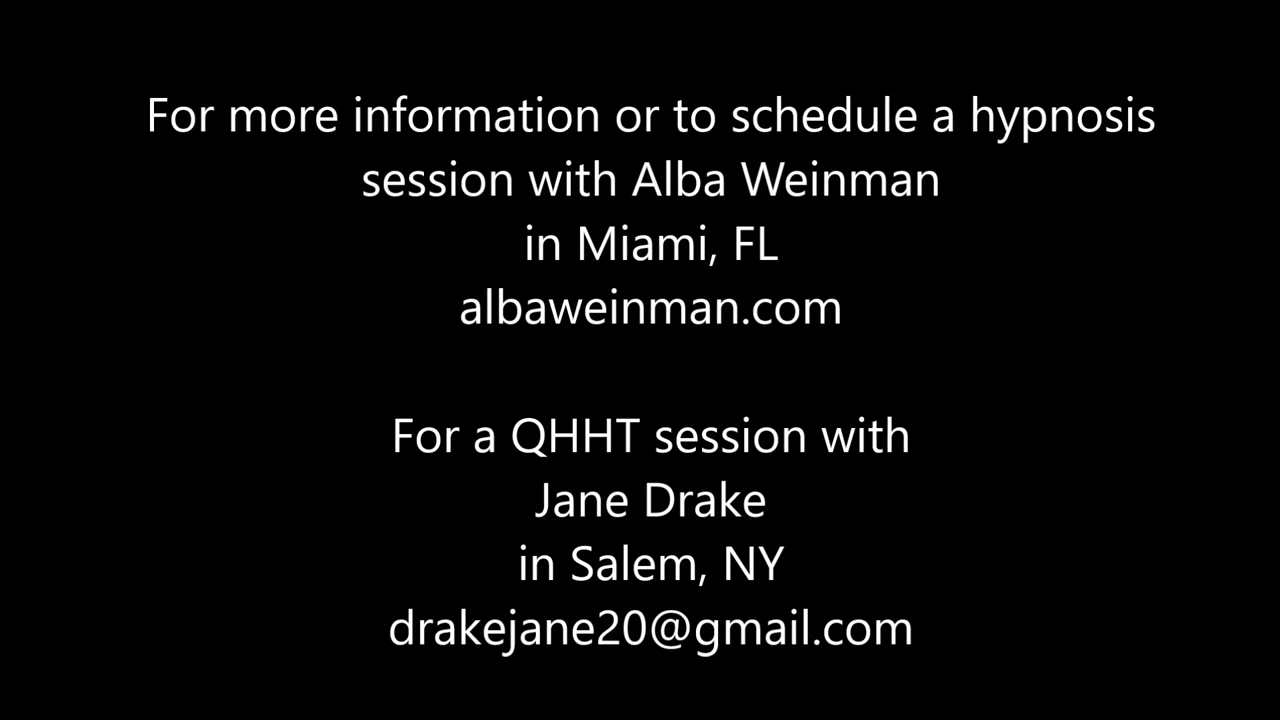 For more information or to schedule a hypnosis
session with Alba Weinman
in Miami, FL
albaweinman.com
For a QHHT session with
Jane Drake
in Salem, NY
drakejane20@gmail.com